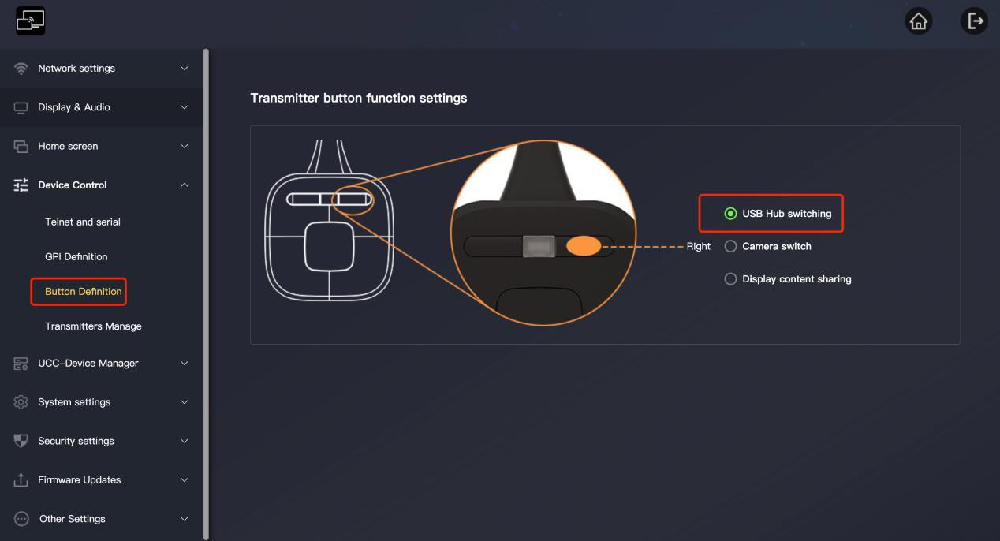 Network settings
Display & Audio
Home screen
Device Control
Telnet and serial
GPI Definition
Button Definition
Transmitters Manage
UCC-Device Manager
System settings
Security settings
Firmware Updates
Other Settings
Transmitter button function settings
Right
USB Hub switching
Camera switch
Display content sharing